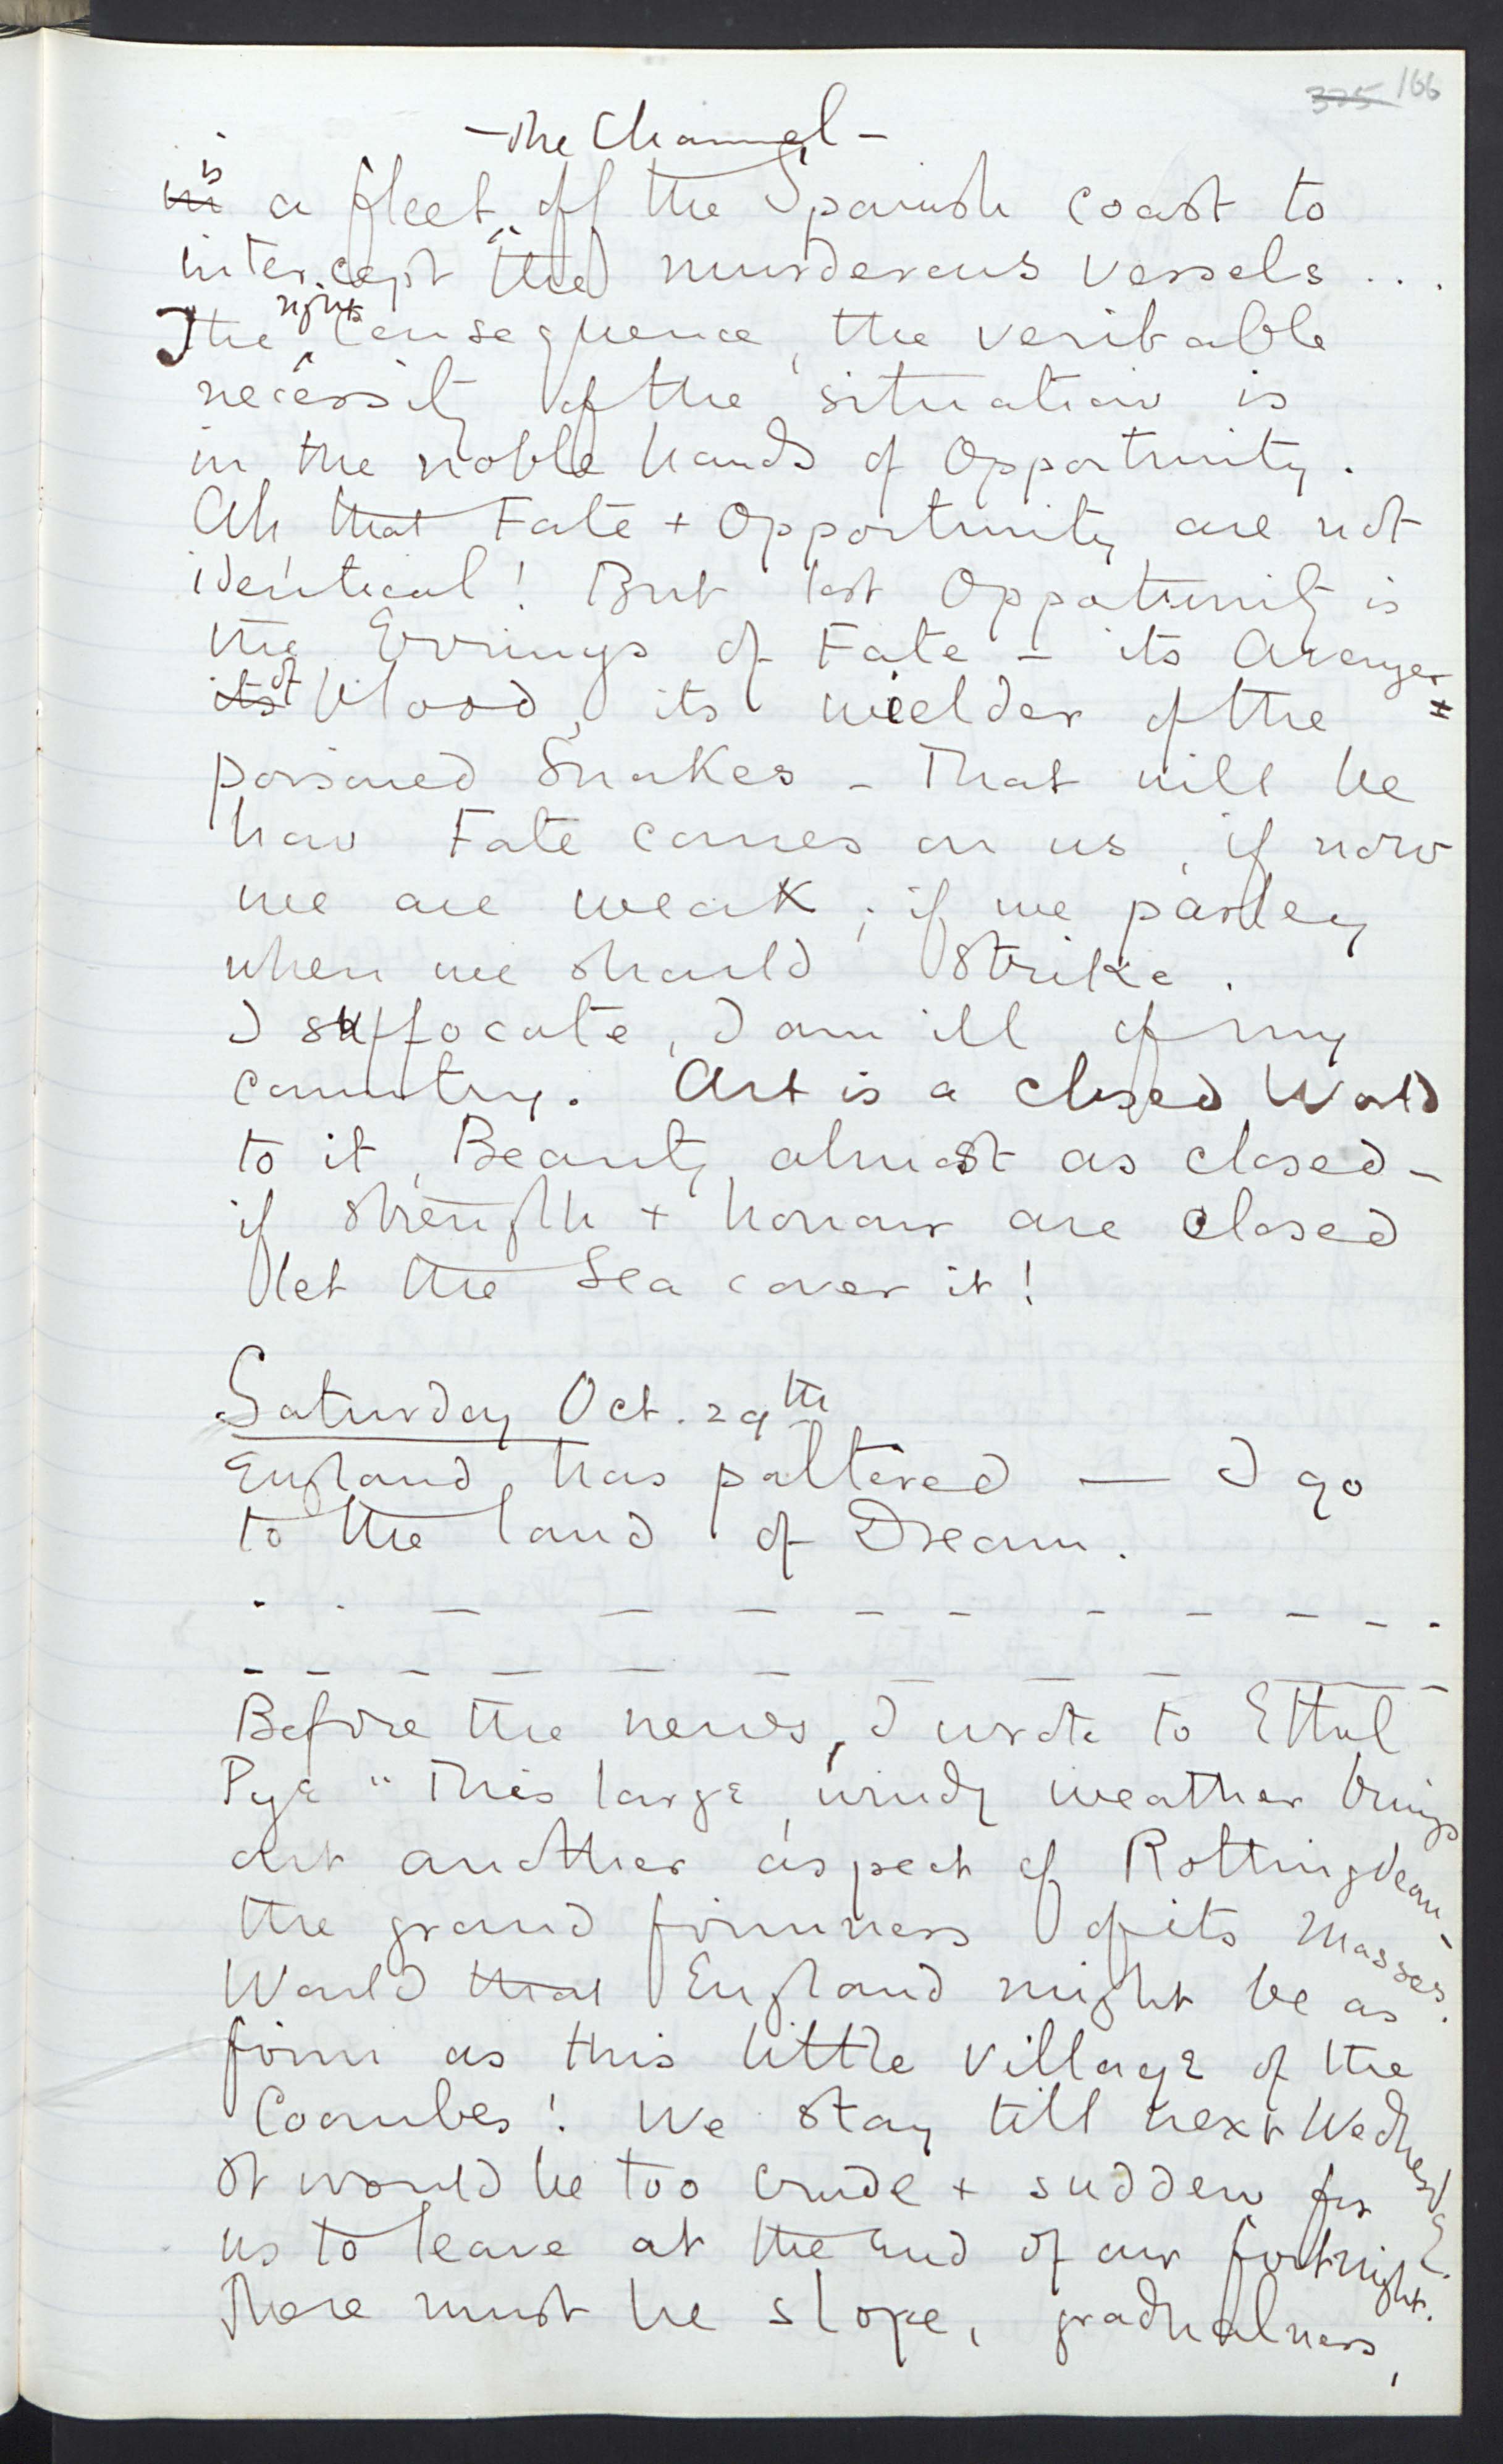 325 166
— The Channel —
in is a fleet off the Spanish coast to
intercept the murderous vessels ...
The right consequence, the veritable
necessity of the situation is
in the noble hands of Opportunity.
Ah that Fate + Opportunity are not
identical! But lost Opportunity is
the Erinnys of Fate — its Avenger
its of blood, its wielder of the +
poisoned Snakes — That will be
how Fate comes on us, if now
we are weak; if we parley
when we should strike.
I suffocate, I am ill of my
country. Art is a closed World
to it, Beauty almost as closed —
if strength + honour are closed
let the Sea cover it!
Saturday Oct. 29th
England has paltered — I go
to the land of Dream.
Before the news, I wrote to Ethel
Pye "This large, windy weather brings
out another aspect of Rottingdean —
the grand firmness of its masses.
Would that England might be as
firm as this little village of the
Coombes! We stay till next Wednesday.
It would be too crude + sudden for
us to leave at the end of our fortnight.
There must be slope, gradualness,